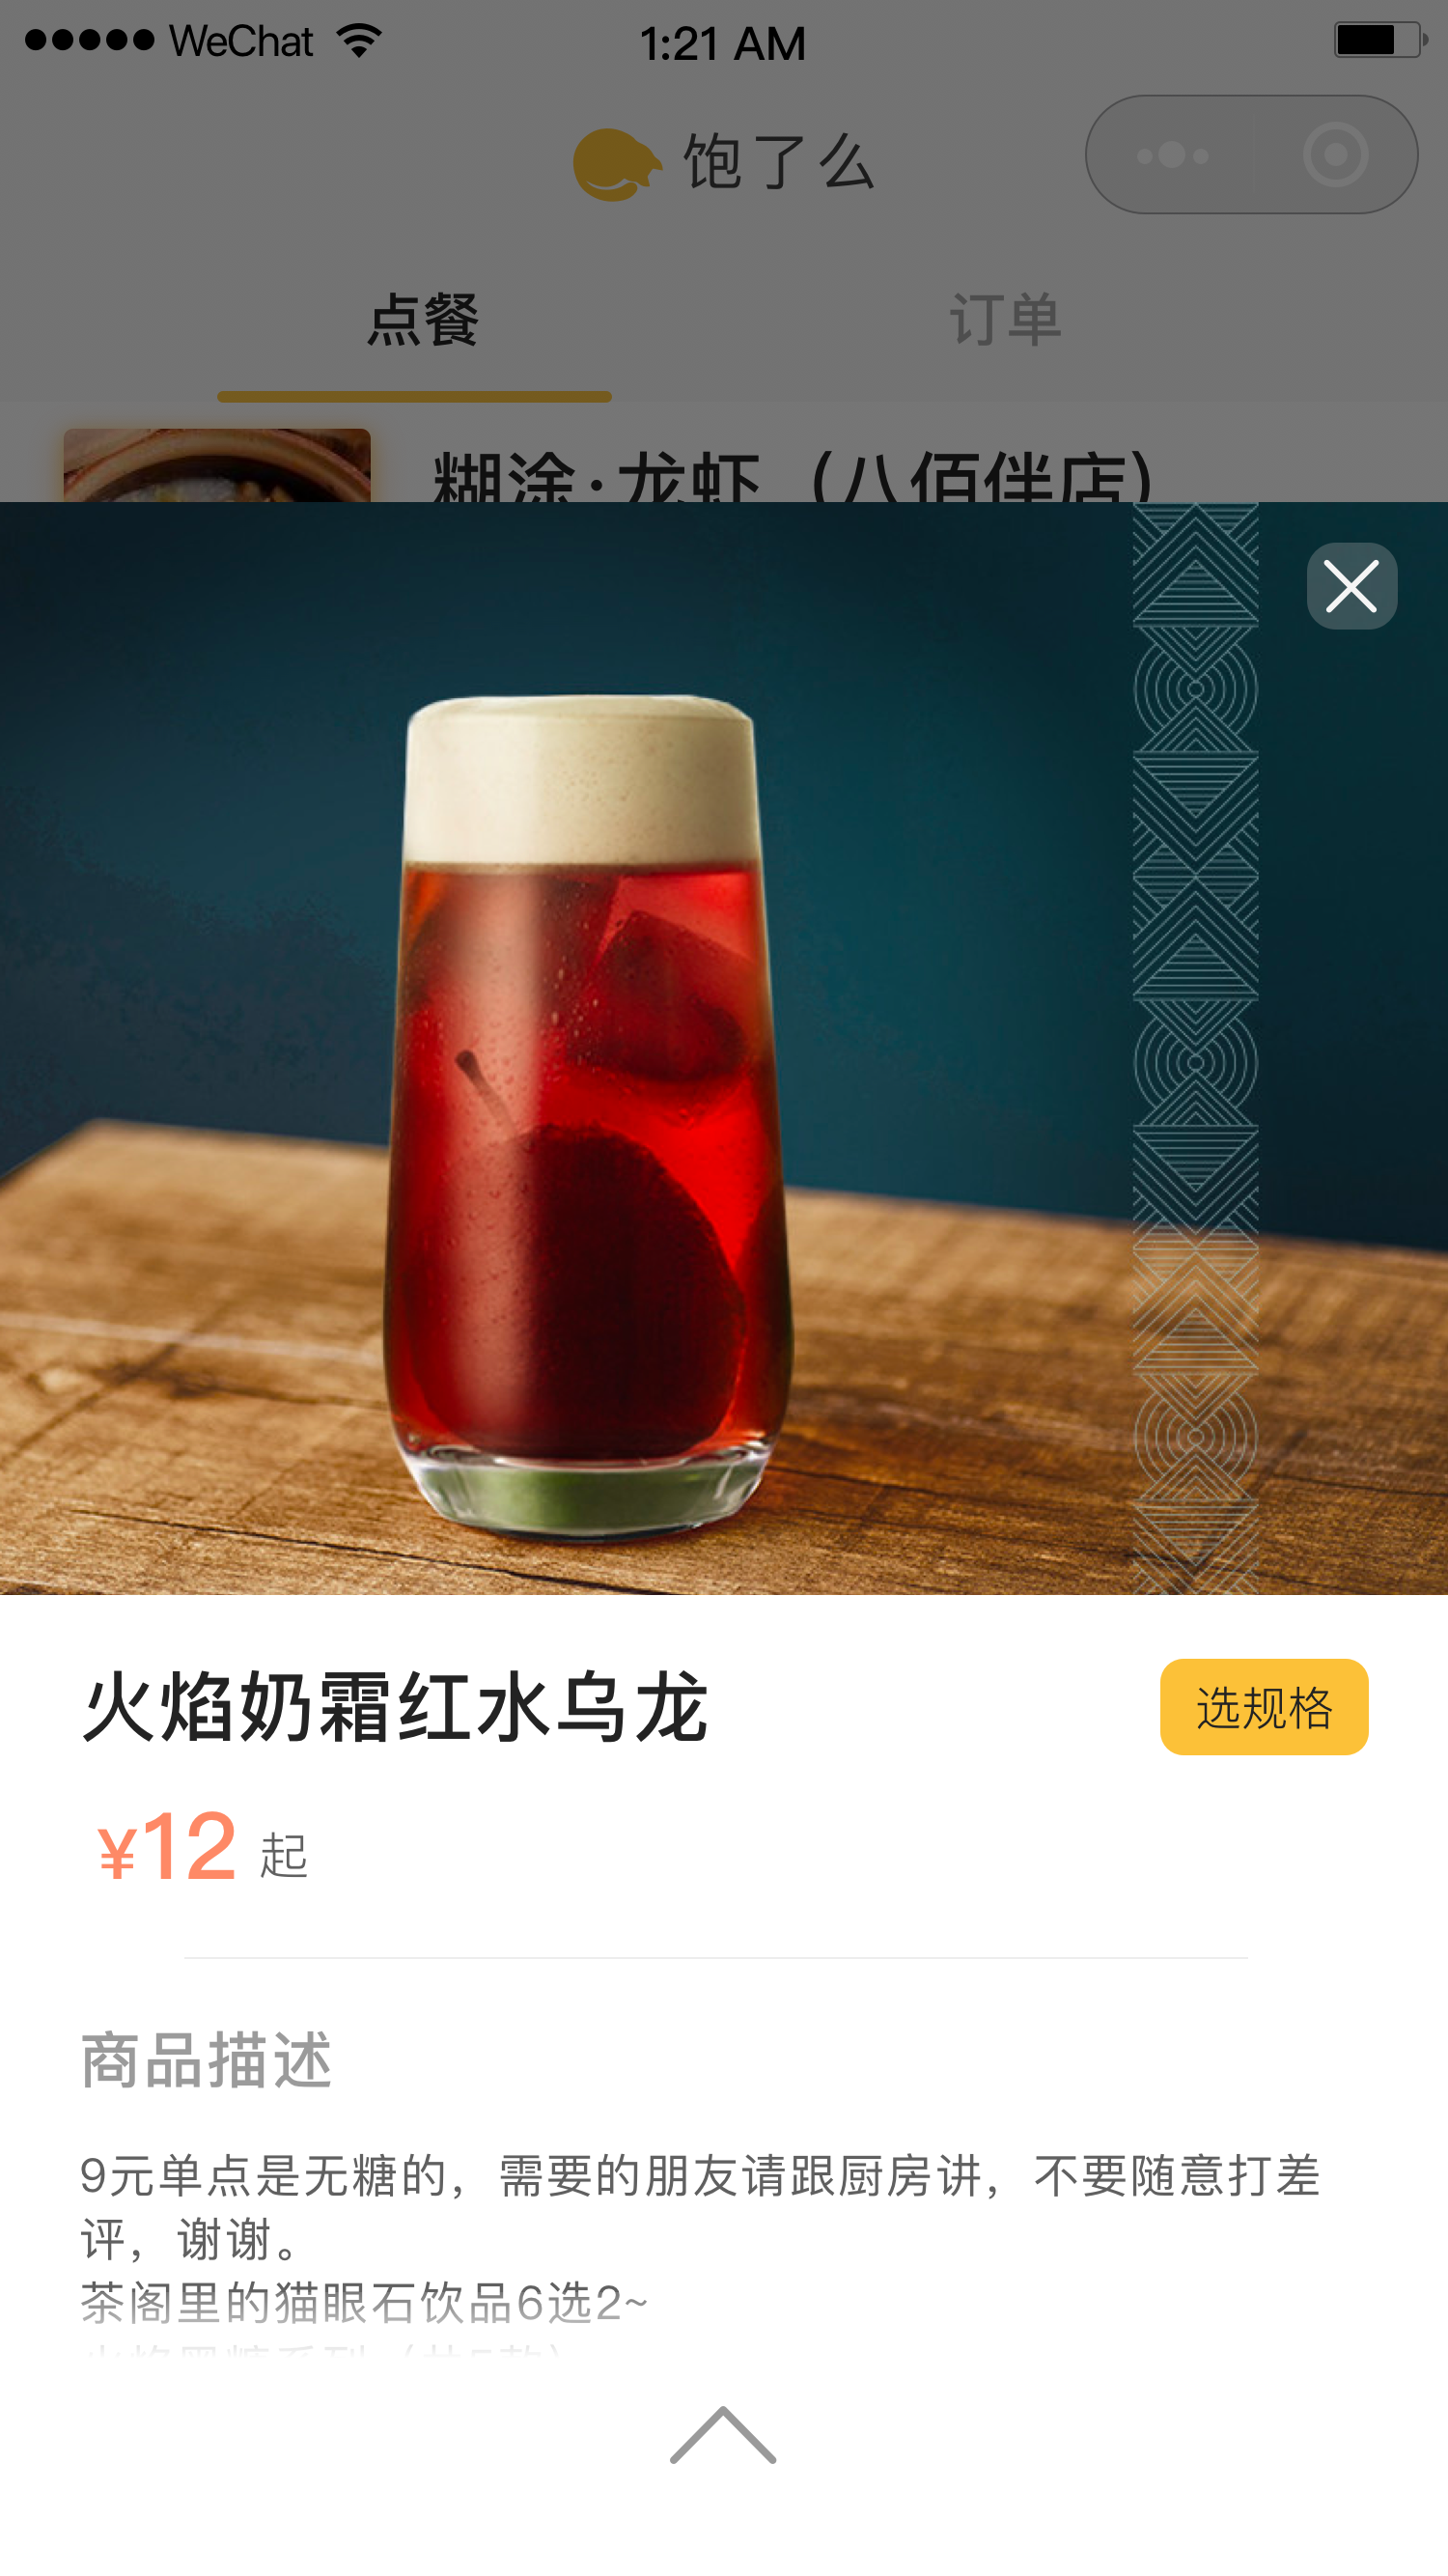 WeChat
1:21 AM
饱了么
点餐
订单
糊涂·龙虾（八佰伴店）
火焰奶霜红水乌龙
选规格
¥12 起
商品描述
9元单点是无糖的，需要的朋友请跟厨房讲，不要随意打差
评，谢谢。
茶阁里的猫眼石饮品6选2~